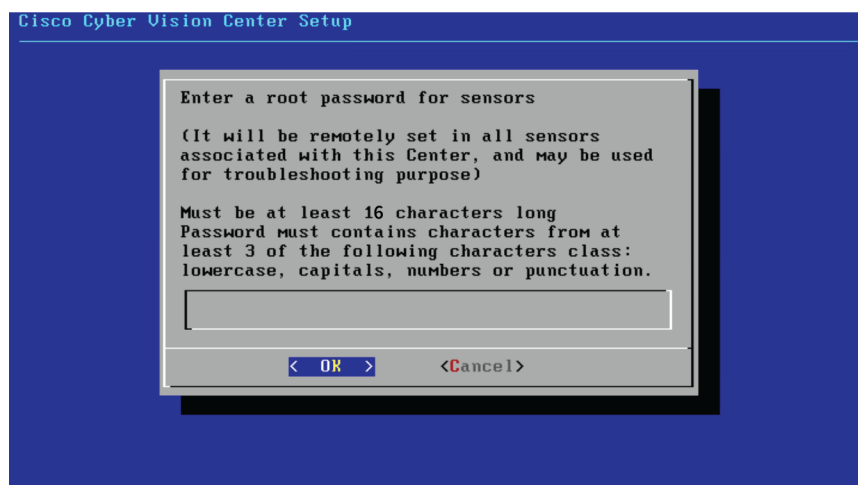 Cisco Cyber Vision Center Setup
Enter a root password for sensors
(It will be remotely set in all sensors
associated with this Center, and may be used
for troubleshooting purpose)
Must be at least 16 characters long
Password must contains characters from at
least 3 of the following characters class:
lowercase, capitals, numbers or punctuation.
< OK > <Cancel>